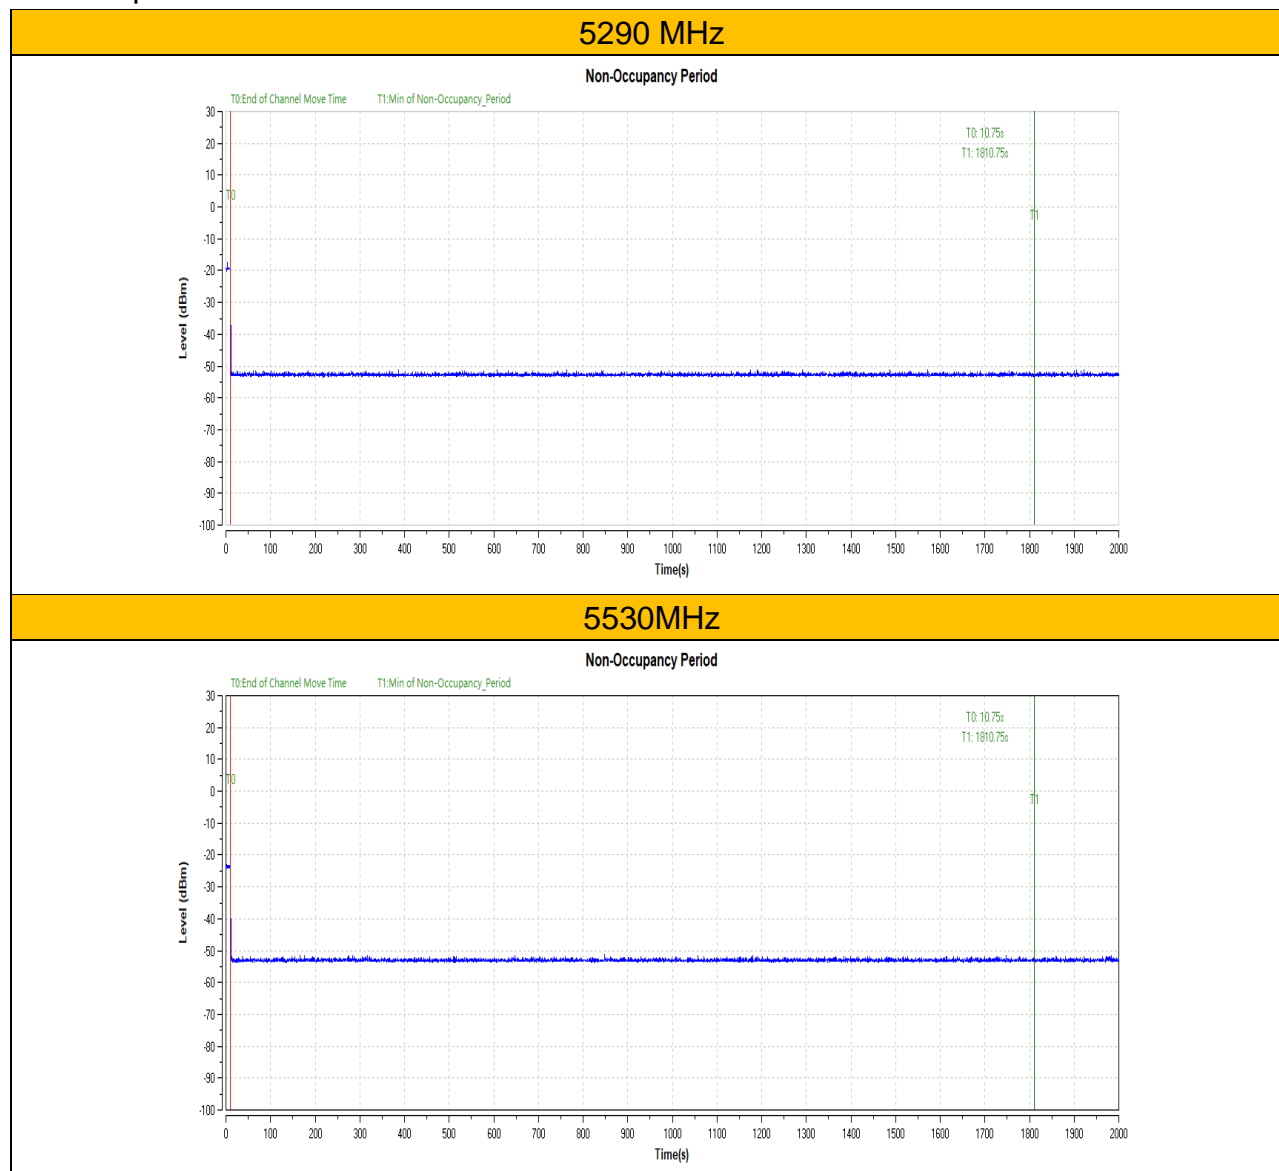 5290 MHz
Non-Occupancy Period
T0:End of Channel Move Time T1:Min of Non-Occupancy_Period
T0: 10.75s
T1: 1810.75s
T0
T1
30
20
10
0
-10
-20
-30
-40
-50
-60
-70
-80
-90
-100
Level (dBm)
0 100 200 300 400 500 600 700 800 900 1000 1100 1200 1300 1400 1500 1600 1700 1800 1900 2000
Time(s)
5530MHz
Non-Occupancy Period
T0:End of Channel Move Time T1:Min of Non-Occupancy_Period
T0: 10.75s
T1: 1810.75s
T0
T1
30
20
10
0
-10
-20
-30
-40
-50
-60
-70
-80
-90
-100
Level (dBm)
0 100 200 300 400 500 600 700 800 900 1000 1100 1200 1300 1400 1500 1600 1700 1800 1900 2000
Time(s)